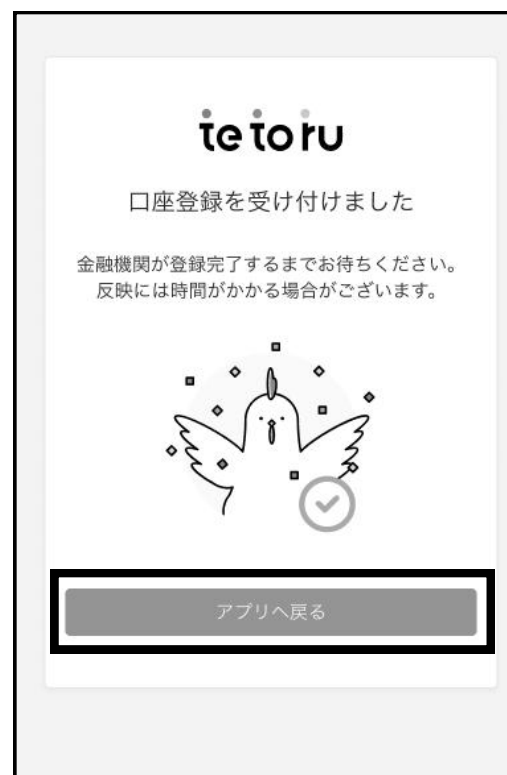 tetoru
口座登録を受け付けました
金融機関が登録完了するまでお待ちください。
反映には時間がかかる場合がございます。
アプリへ戻る